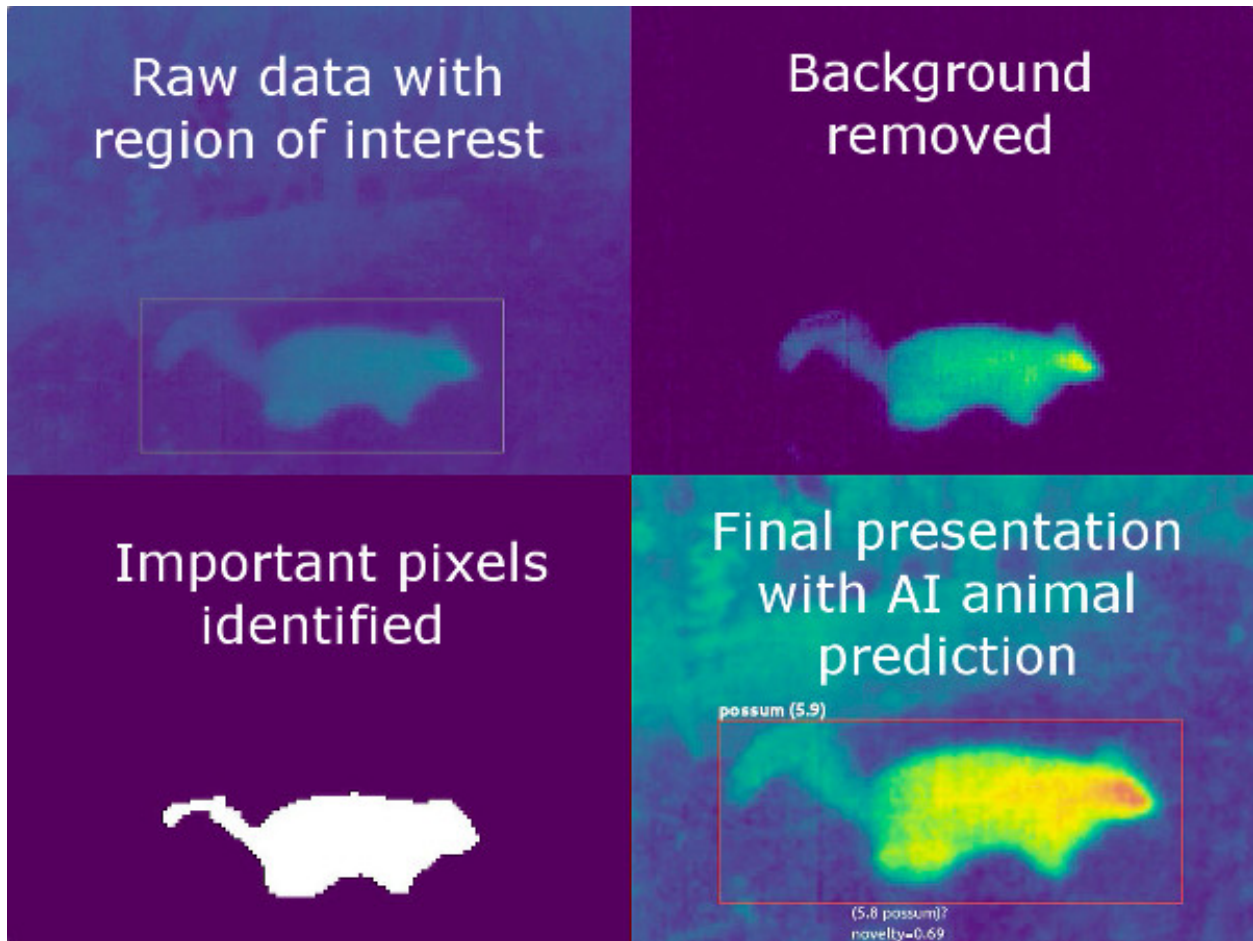 Raw data with
region of interest
Background
removed
Important pixels
identified
Final presentation
with AI animal
prediction
possum (5.9)
(5.8 possum)?
novelty=0.69